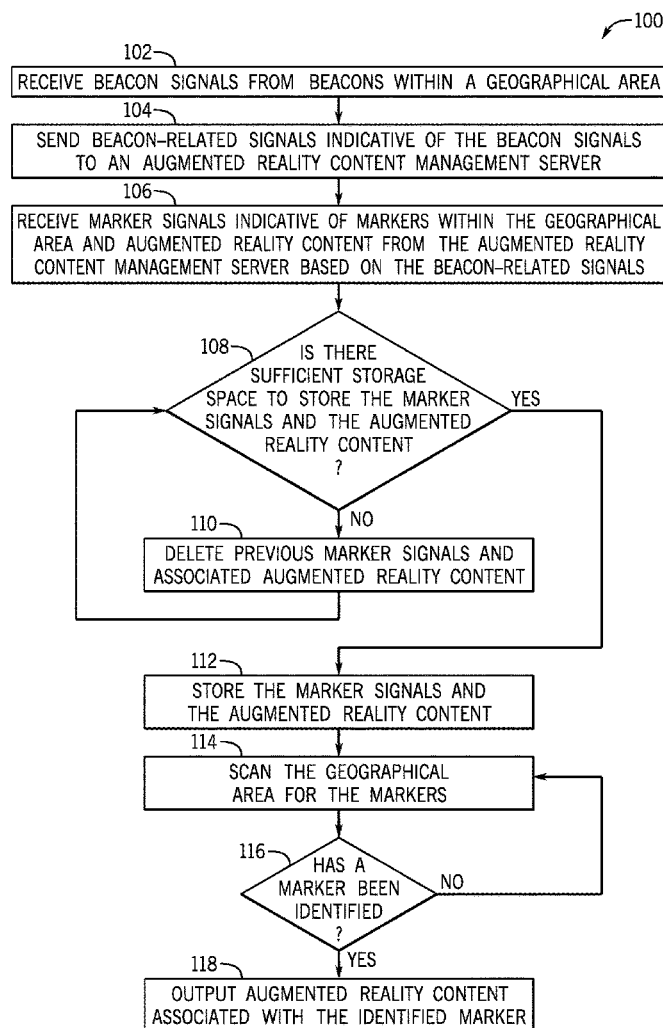 100
102
RECEIVE BEACON SIGNALS FROM BEACONS WITHIN A GEOGRAPHICAL AREA
104
SEND BEACON-RELATED SIGNALS INDICATIVE OF THE BEACON SIGNALS
TO AN AUGMENTED REALITY CONTENT MANAGEMENT SERVER
106
RECEIVE MARKER SIGNALS INDICATIVE OF MARKERS WITHIN THE GEOGRAPHICAL
AREA AND AUGMENTED REALITY CONTENT FROM THE AUGMENTED REALITY
CONTENT MANAGEMENT SERVER BASED ON THE BEACON-RELATED SIGNALS
108
IS THERE
SUFFICIENT STORAGE
SPACE TO STORE THE MARKER
SIGNALS AND THE AUGMENTED
REALITY CONTENT
?
YES
NO
110
DELETE PREVIOUS MARKER SIGNALS AND
ASSOCIATED AUGMENTED REALITY CONTENT
112
STORE THE MARKER SIGNALS AND
THE AUGMENTED REALITY CONTENT
114
SCAN THE GEOGRAPHICAL
AREA FOR THE MARKERS
116
HAS A
MARKER BEEN
IDENTIFIED
?
NO
YES
118
OUTPUT AUGMENTED REALITY CONTENT
ASSOCIATED WITH THE IDENTIFIED MARKER